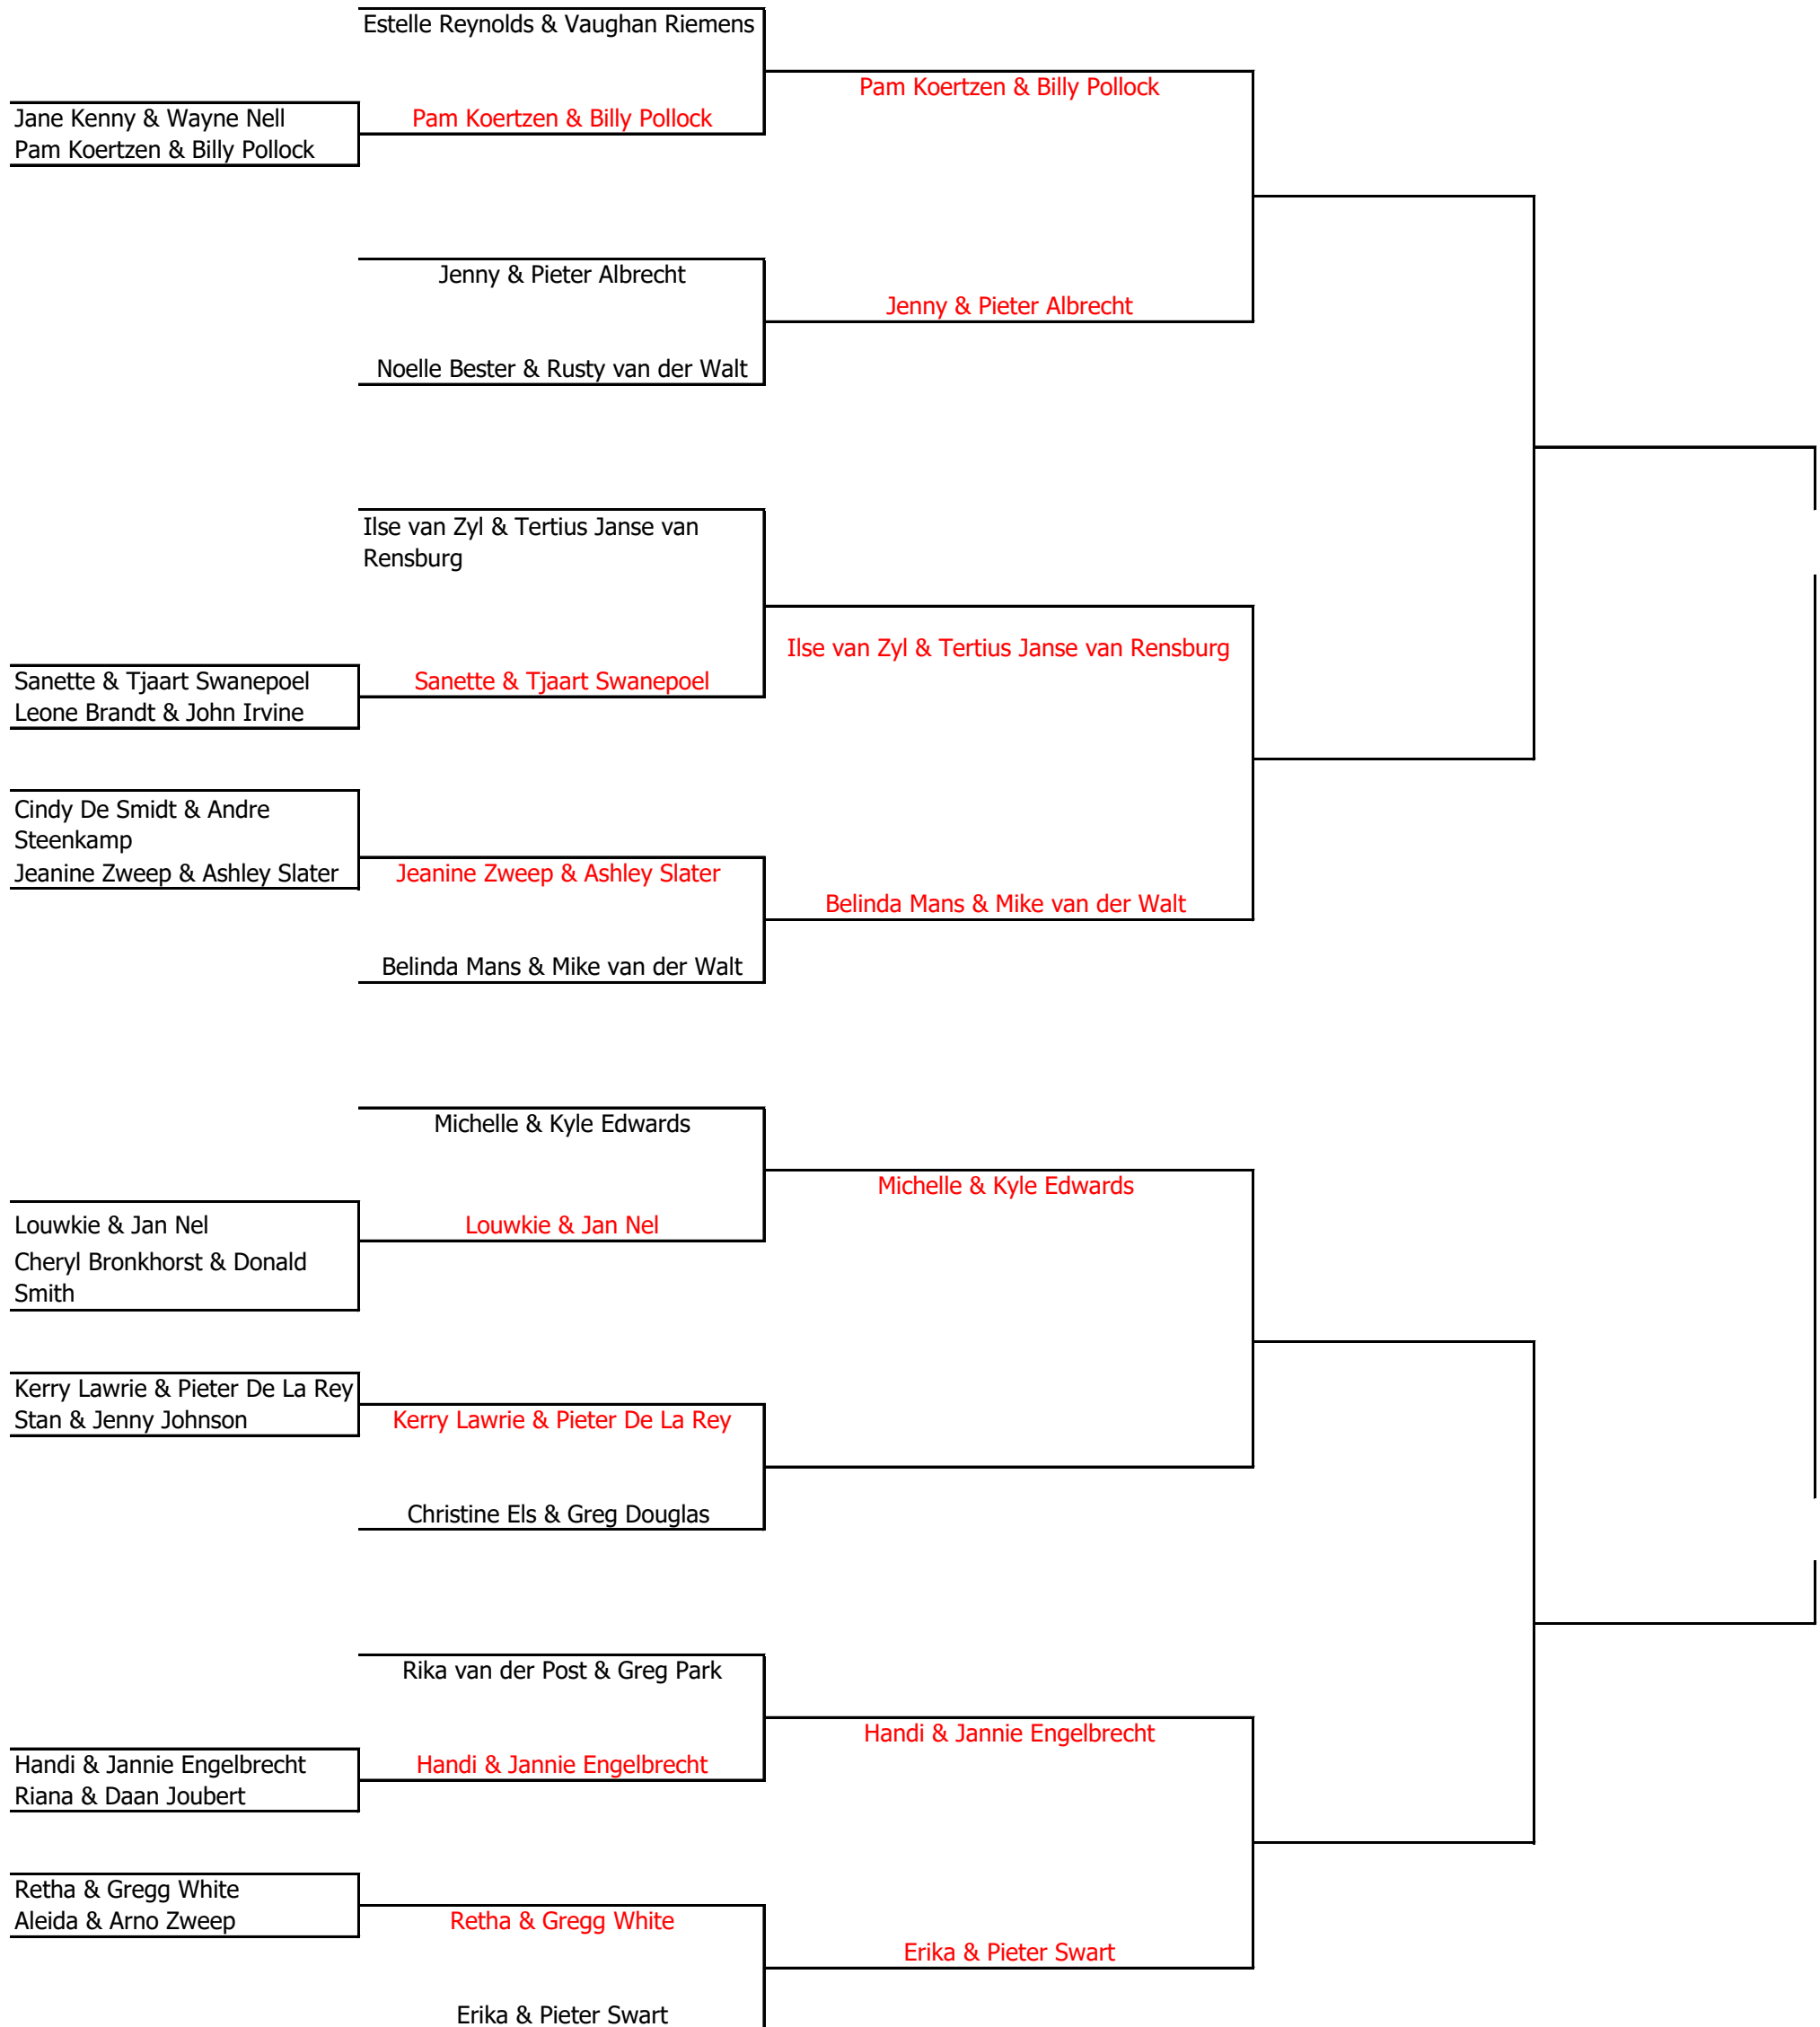 Estelle Reynolds & Vaughan Riemens
Pam Koertzen & Billy Pollock
Jane Kenny & Wayne Nell
Pam Koertzen & Billy Pollock
Pam Koertzen & Billy Pollock
Jenny & Pieter Albrecht
Jenny & Pieter Albrecht
Noelle Bester & Rusty van der Walt
Ilse van Zyl & Tertius Janse van
Rensburg
Ilse van Zyl & Tertius Janse van Rensburg
Sanette & Tjaart Swanepoel
Sanette & Tjaart Swanepoel
Leone Brandt & John Irvine
Cindy De Smidt & Andre
Steenkamp
Jeanine Zweep & Ashley Slater
Jeanine Zweep & Ashley Slater
Belinda Mans & Mike van der Walt
Belinda Mans & Mike van der Walt
Michelle & Kyle Edwards
Michelle & Kyle Edwards
Louwkie & Jan Nel
Louwkie & Jan Nel
Cheryl Bronkhorst & Donald
Smith
Kerry Lawrie & Pieter De La Rey
Stan & Jenny Johnson
Kerry Lawrie & Pieter De La Rey
Christine Els & Greg Douglas
Rika van der Post & Greg Park
Handi & Jannie Engelbrecht
Handi & Jannie Engelbrecht
Handi & Jannie Engelbrecht
Riana & Daan Joubert
Retha & Gregg White
Aleida & Arno Zweep
Retha & Gregg White
Erika & Pieter Swart
Erika & Pieter Swart